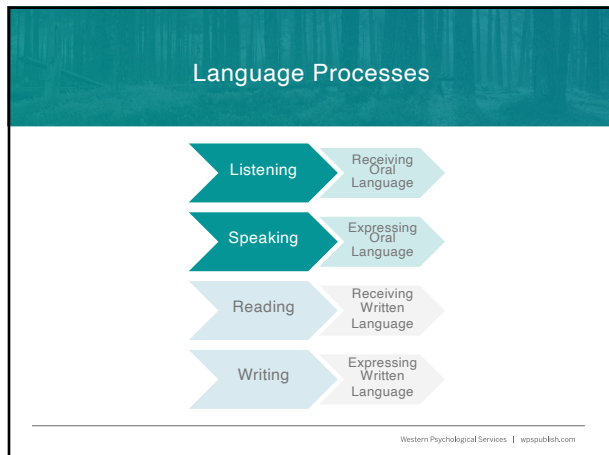 Language Processes
Listening
Receiving
Oral
Language
Speaking
Expressing
Oral
Language
Reading
Receiving
Written
Language
Writing
Expressing
Written
Language
Western Psychological Services | wpspublish.com